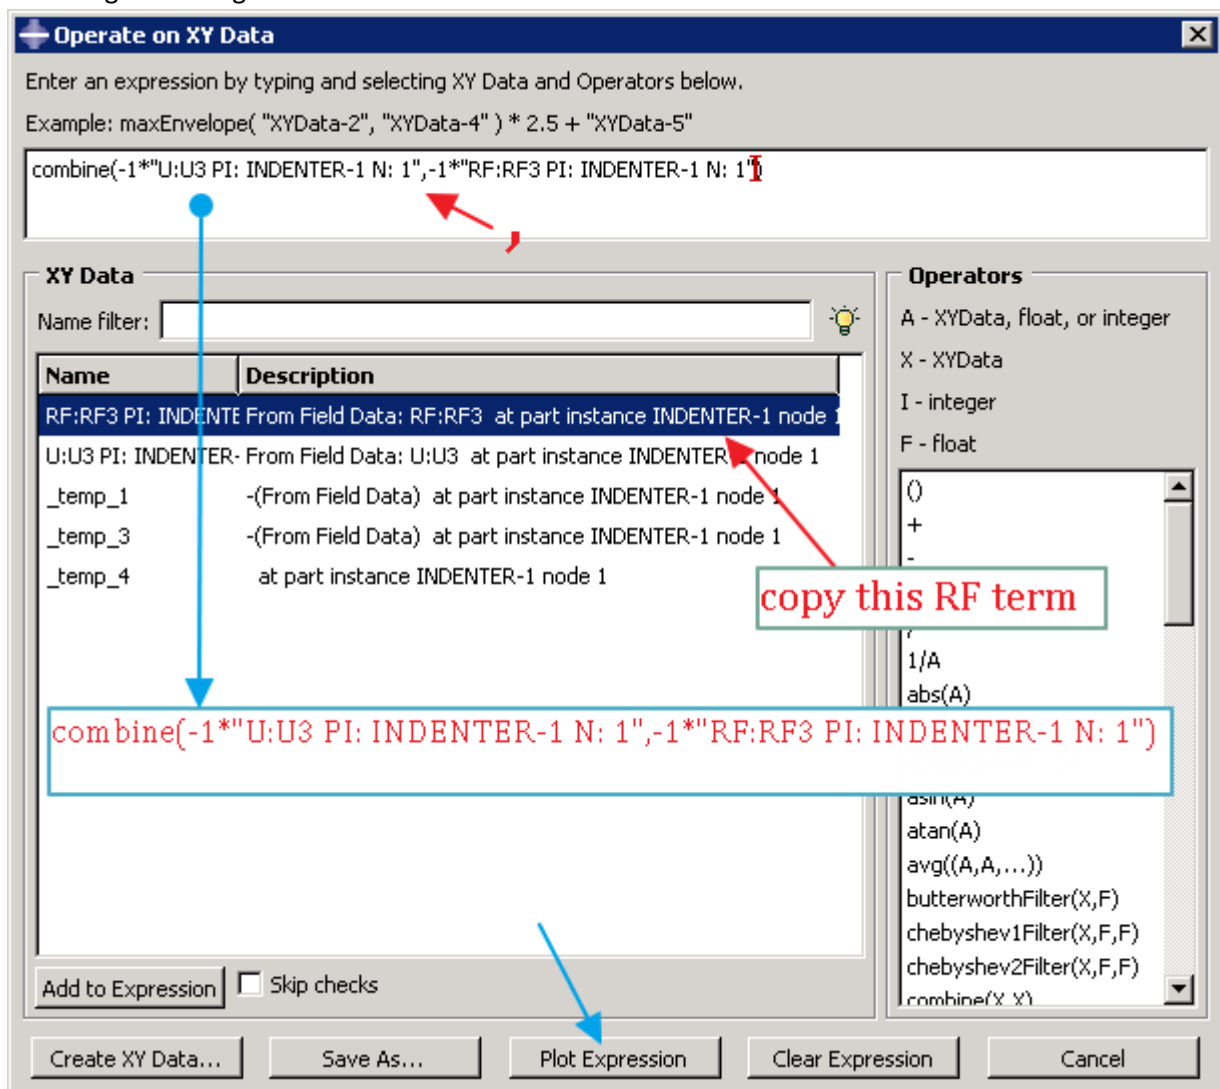 Operate on XY Data
Enter an expression by typing and selecting XY Data and Operators below.
Example: maxEnvelope( "XYData-2", "XYData-4" ) * 2.5 + "XYData-5"
combine(-1*"U:U3 PI: INDENTER-1 N: 1",-1*"RF:RF3 PI: INDENTER-1 N: 1")
,
XY Data
Name filter:
Name Description
RF:RF3 PI: INDENTE From Field Data: RF:RF3 at part instance INDENTER-1 node 1
U:U3 PI: INDENTER- From Field Data: U:U3 at part instance INDENTER-1 node 1
_temp_1 -(From Field Data) at part instance INDENTER-1 node 1
_temp_3 -(From Field Data) at part instance INDENTER-1 node 1
_temp_4 at part instance INDENTER-1 node 1
copy this RF term
combine(-1*"U:U3 PI: INDENTER-1 N: 1",-1*"RF:RF3 PI: INDENTER-1 N: 1")
Add to Expression Skip checks
Operators
A - XYData, float, or integer
X - XYData
I - integer
F - float
()
+
-
/
1/A
abs(A)
asin(A)
atan(A)
avg((A,A,...))
butterworthFilter(X,F)
chebyshev1Filter(X,F,F)
chebyshev2Filter(X,F,F)
combine(X,X)
Create XY Data... Save As... Plot Expression Clear Expression Cancel